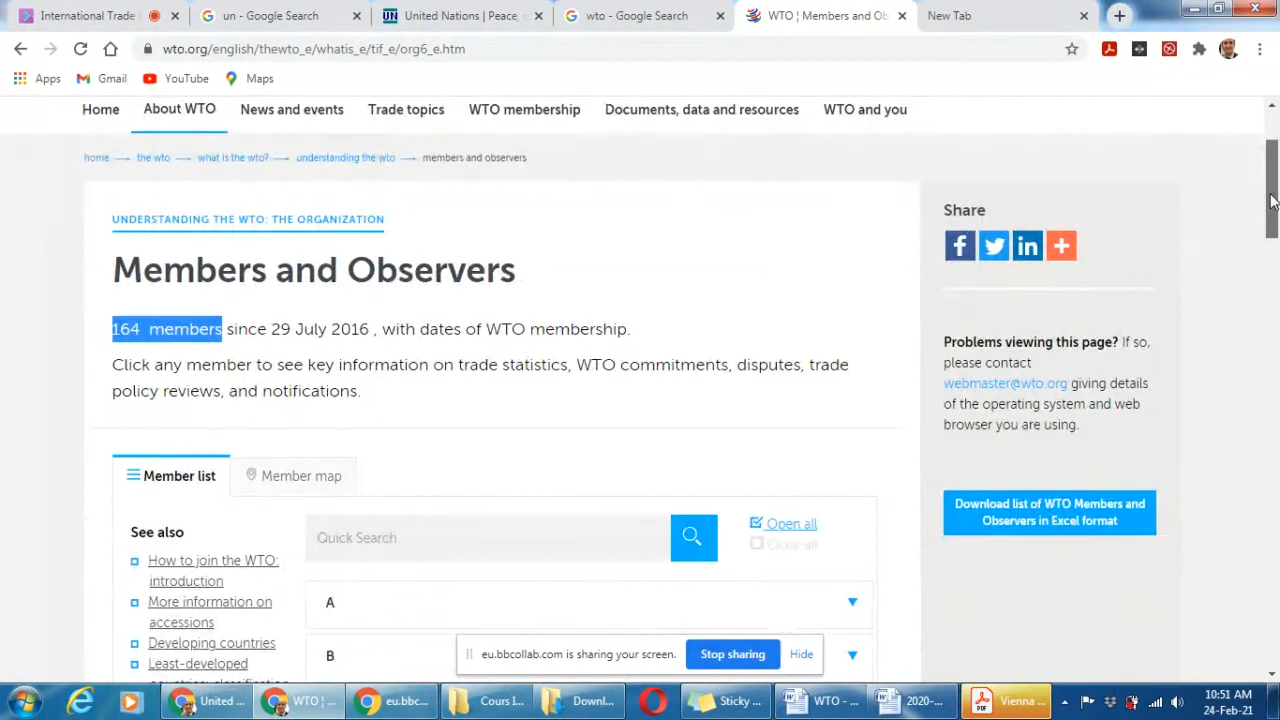 International Trade
un - Google Search
United Nations | Peace,
wto - Google Search
WTO | Members and Ob
New Tab
wto.org/english/thewto_e/whatis_e/tif_e/org6_e.htm
Apps
Gmail
YouTube
Maps
Home
About WTO
News and events
Trade topics
WTO membership
Documents, data and resources
WTO and you
home
the wto
what is the wto?
understanding the wto
members and observers
UNDERSTANDING THE WTO: THE ORGANIZATION
Members and Observers
164 members since 29 July 2016 , with dates of WTO membership.
Click any member to see key information on trade statistics, WTO commitments, disputes, trade
policy reviews, and notifications.
Share
Problems viewing this page? If so,
please contact
webmaster@wto.org giving details
of the operating system and web
browser you are using.
Download list of WTO Members and
Observers in Excel format
Member list
Member map
See also
How to join the WTO:
introduction
More information on
accessions
Developing countries
Least-developed
Quick Search
Open all
Close all
A
B
eu.bbcollab.com is sharing your screen.
Stop sharing
Hide
United ...
WTO | ...
eu.bbc...
Cours I...
Downl...
Sticky ...
WTO - ...
2020-...
Vienna ...
10:51 AM
24-Feb-21